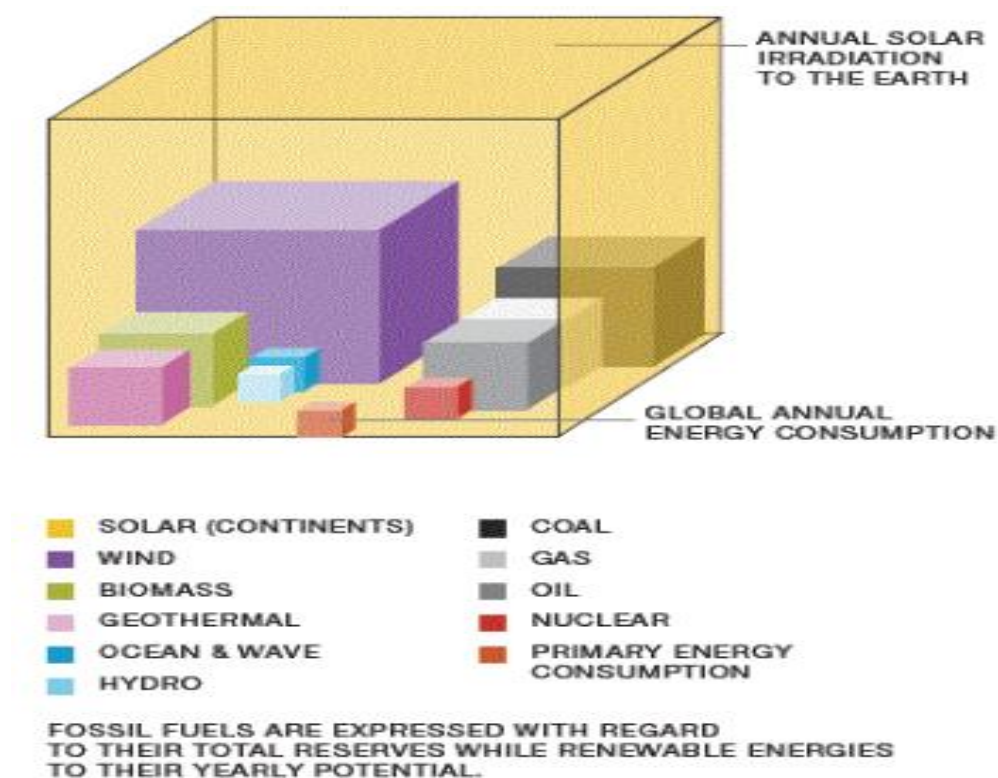 ANNUAL SOLAR
IRRADIATION
TO THE EARTH
GLOBAL ANNUAL
ENERGY CONSUMPTION
SOLAR (CONTINENTS)
WIND
BIOMASS
GEOTHERMAL
OCEAN & WAVE
HYDRO
COAL
GAS
OIL
NUCLEAR
PRIMARY ENERGY
CONSUMPTION
FOSSIL FUELS ARE EXPRESSED WITH REGARD
TO THEIR TOTAL RESERVES WHILE RENEWABLE ENERGIES
TO THEIR YEARLY POTENTIAL.